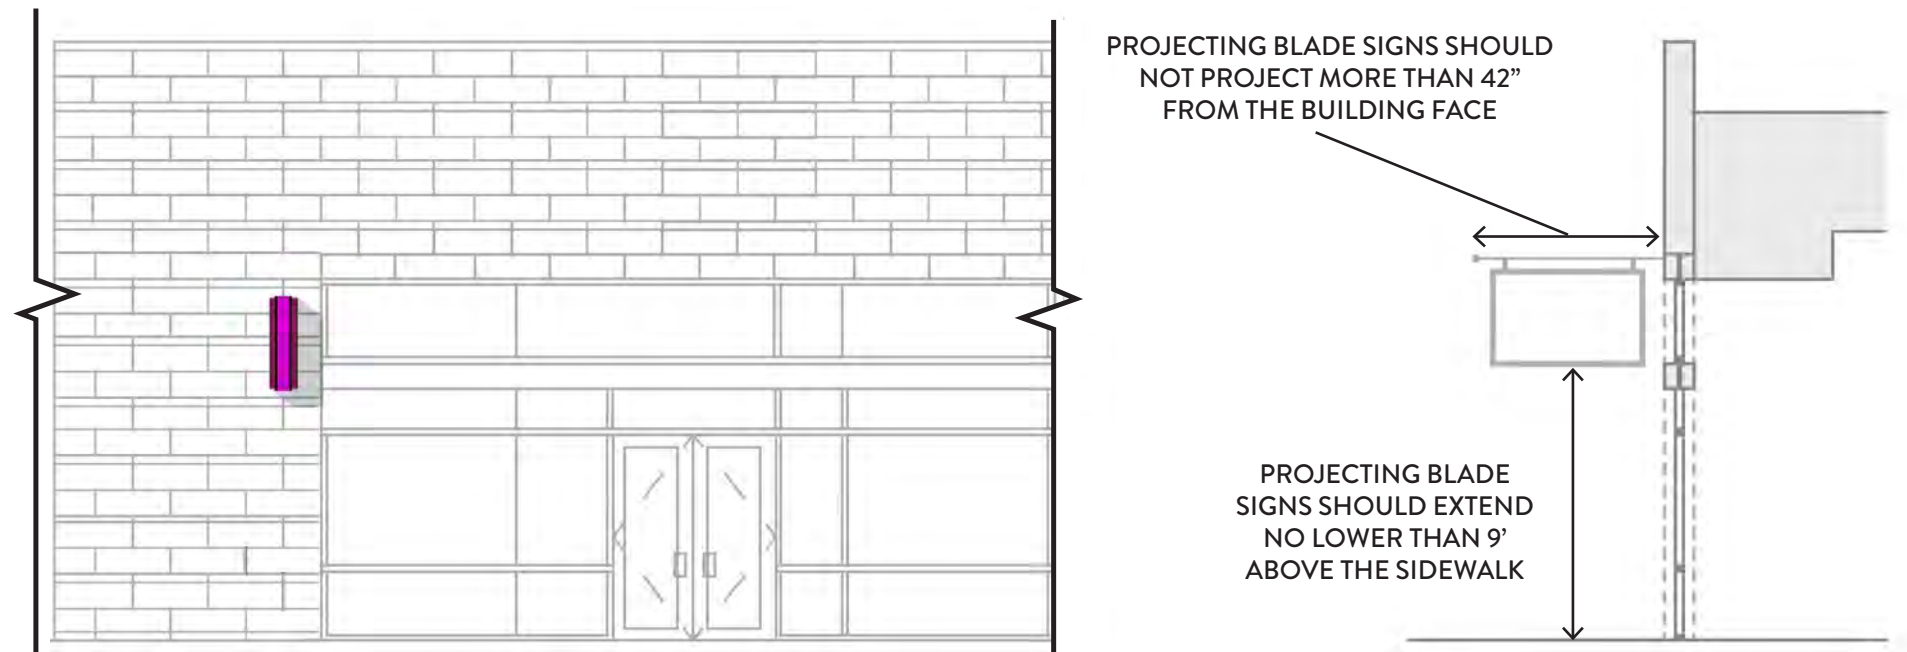 PROJECTING BLADE SIGNS SHOULD
NOT PROJECT MORE THAN 42”
FROM THE BUILDING FACE
PROJECTING BLADE
SIGNS SHOULD EXTEND
NO LOWER THAN 9’
ABOVE THE SIDEWALK